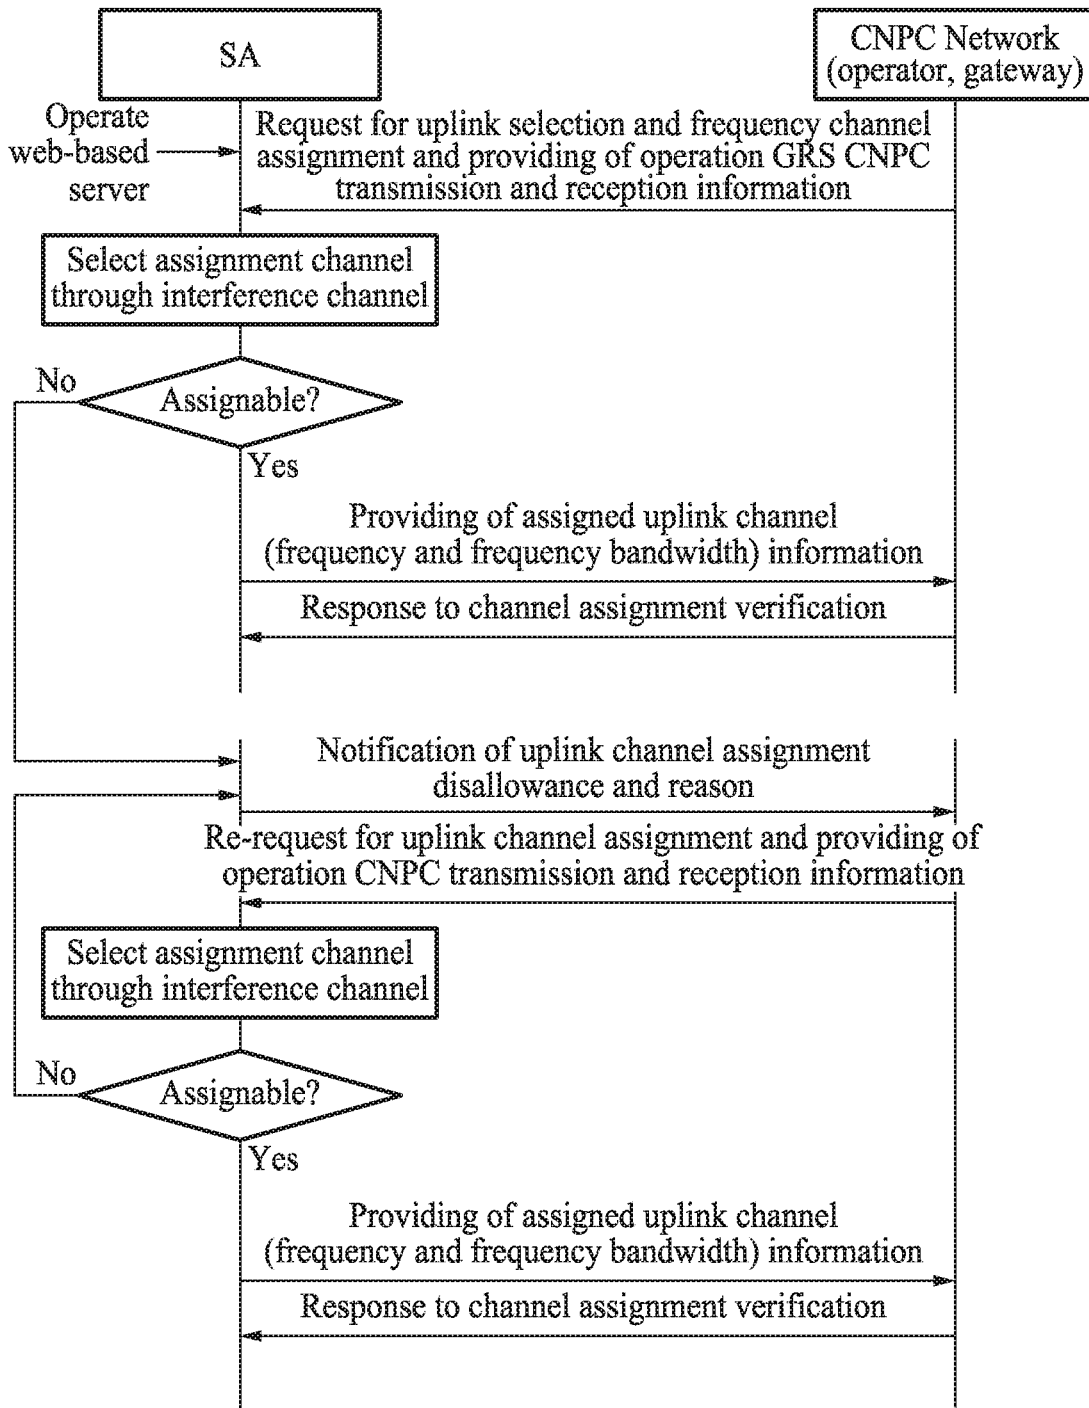 SA
CNPC Network
(operator, gateway)
Operate
web-based
server
Request for uplink selection and frequency channel
assignment and providing of operation GRS CNPC
transmission and reception information
Select assignment channel
through interference channel
No
Assignable?
Yes
Providing of assigned uplink channel
(frequency and frequency bandwidth) information
Response to channel assignment verification
Notification of uplink channel assignment
disallowance and reason
Re-request for uplink channel assignment and providing of
operation CNPC transmission and reception information
Select assignment channel
through interference channel
No
Assignable?
Yes
Providing of assigned uplink channel
(frequency and frequency bandwidth) information
Response to channel assignment verification